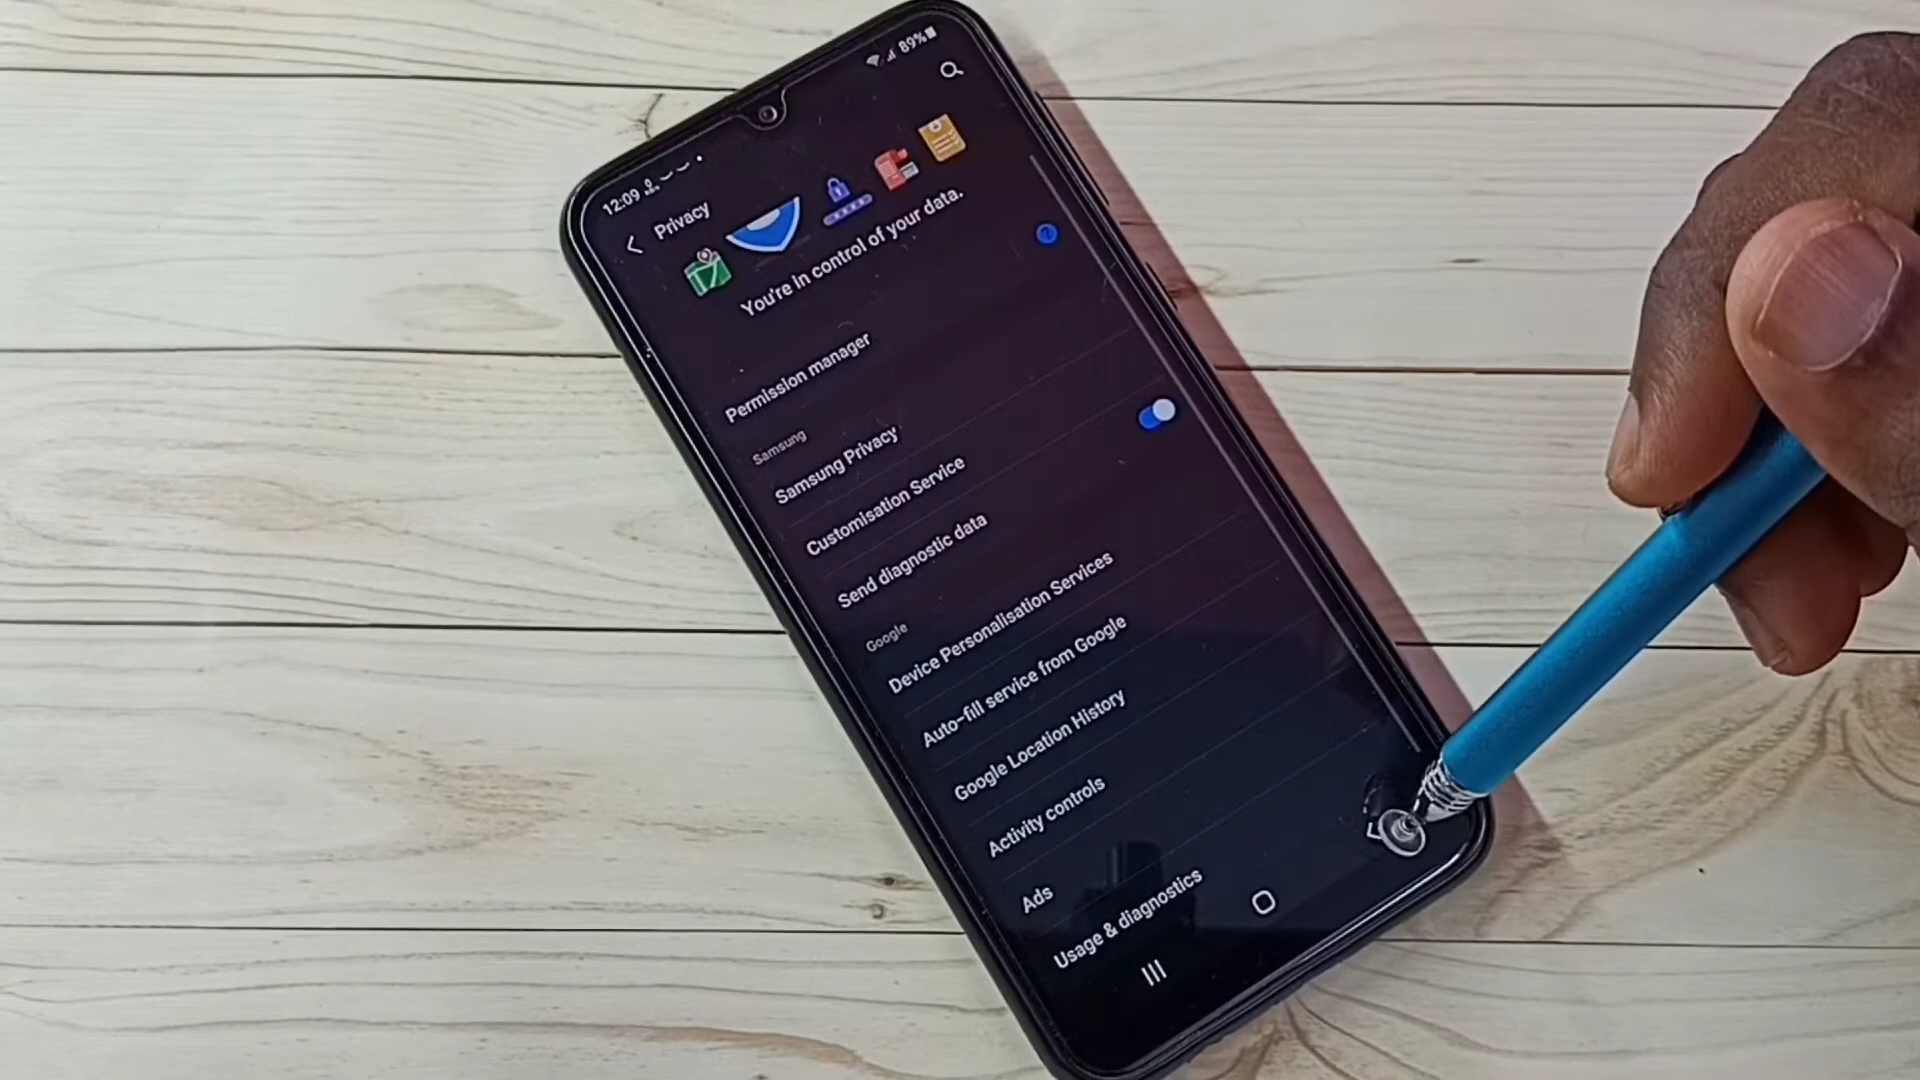 12:09
89%
Privacy
You're in control of your data.
Permission manager
Samsung
Samsung Privacy
Customisation Service
Send diagnostic data
Google
Device Personalisation Services
Auto-fill service from Google
Google Location History
Activity controls
Ads
Usage & diagnostics